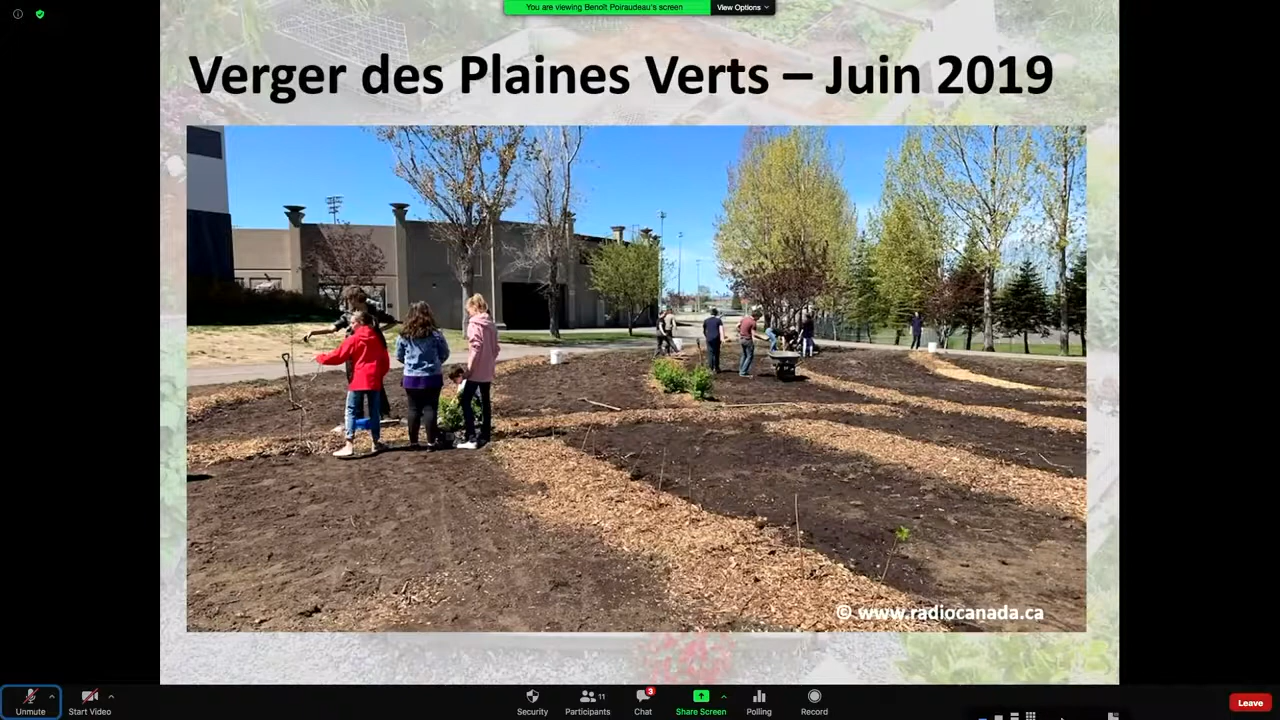 You are viewing Benoît Poiraudeau's screen
View Options
Verger des Plaines Verts – Juin 2019
© www.radiocanada.ca
Unmute
Start Video
Security
Participants
11
Chat
3
Share Screen
Polling
Record
Leave